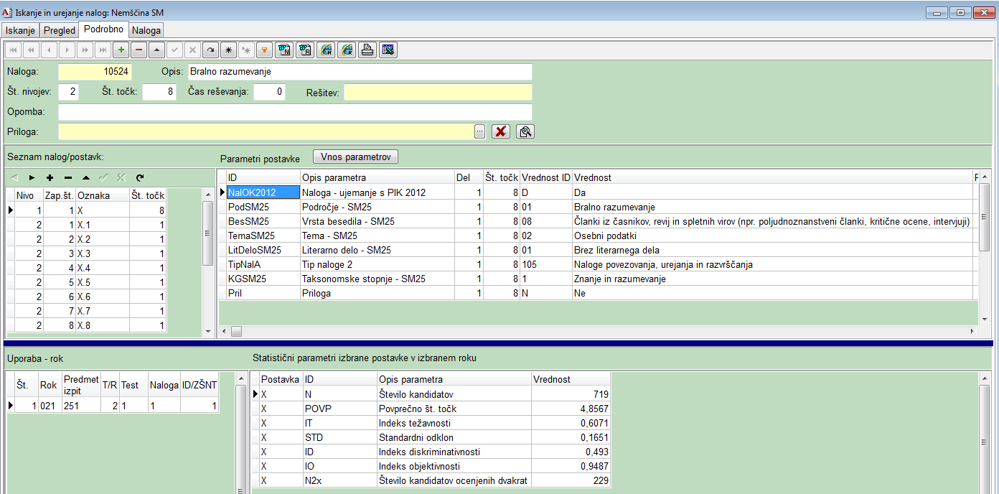 Iskanje in urejanje nalog: Nemščina SM
Iskanje Pregled Podrobno Naloga
Naloga: 10524 Opis: Bralno razumevanje
Št. nivojev: 2 Št. točk: 8 Čas reševanja: 0 Rešitev:
Opomba:
Priloga:
Seznam nalog/postavk:
Nivo Zap.št. Oznaka Št. točk
1 1 X 8
2 1 X.1 1
2 2 X.2 1
2 3 X.3 1
2 4 X.4 1
2 5 X.5 1
2 6 X.6 1
2 7 X.7 1
2 8 X.8 1
Parametri postavke Vnos parametrov
ID Opis parametra Del Št. točk Vrednost ID Vrednost
NalOK2012 Naloga - ujemanje s PIK 2012 1 8 D Da
PodSM25 Področje - SM25 1 8 01 Bralno razumevanje
BesSM25 Vrsta besedila - SM25 1 8 08 Članki iz časnikov, revij in spletnih virov (npr. poljudnoznanstveni članki, kritične ocene, intervjuji)
TemaSM25 Tema - SM25 1 8 02 Osebni podatki
LitDeloSM25 Literarno delo - SM25 1 8 01 Brez literarnega dela
TipNalA Tip naloge 2 1 8 105 Naloge povezovanja, urejanja in razvrščanja
KGSM25 Taksonomske stopnje - SM25 1 8 1 Znanje in razumevanje
Pril Priloga 1 8 N Ne
Uporaba - rok
Št. Rok Predmet izpit T/R Test Naloga ID/ZŠNT
1 021 251 2 1 1 1
Statistični parametri izbrane postavke v izbranem roku
Postavka ID Opis parametra Vrednost
X N Število kandidatov 719
X POVP Povprečno št. točk 4,8567
X IT Indeks težavnosti 0,6071
X STD Standardni odklon 0,1651
X ID Indeks diskriminativnosti 0,493
X IO Indeks objektivnosti 0,9487
X N2x Število kandidatov ocenjenih dvakrat 229